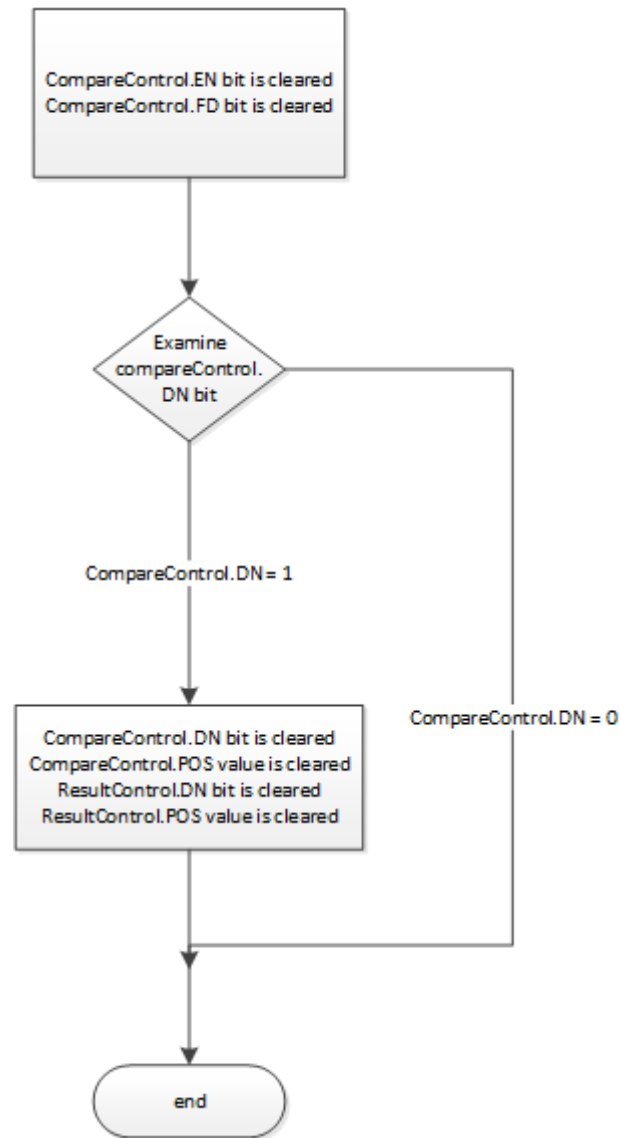 CompareControl.EN bit is cleared
CompareControl.FD bit is cleared
Examine
compareControl.
DN bit
CompareControl.DN = 1
CompareControl.DN = 0
CompareControl.DN bit is cleared
CompareControl.POS value is cleared
ResultControl.DN bit is cleared
ResultControl.POS value is cleared
end